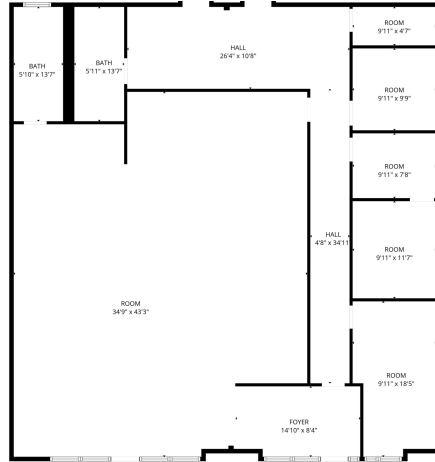 ROOM
9'11" x 4'7"
HALL
26'4" x 10'8"
BATH
5'10" x 13'7"
BATH
5'11" x 13'7"
ROOM
9'11" x 9'9"
ROOM
9'11" x 7'8"
HALL
4'8" x 34'11
ROOM
9'11" x 11'7"
ROOM
34'9" x 43'3"
ROOM
9'11" x 18'5"
FOYER
14'10" x 8'4"